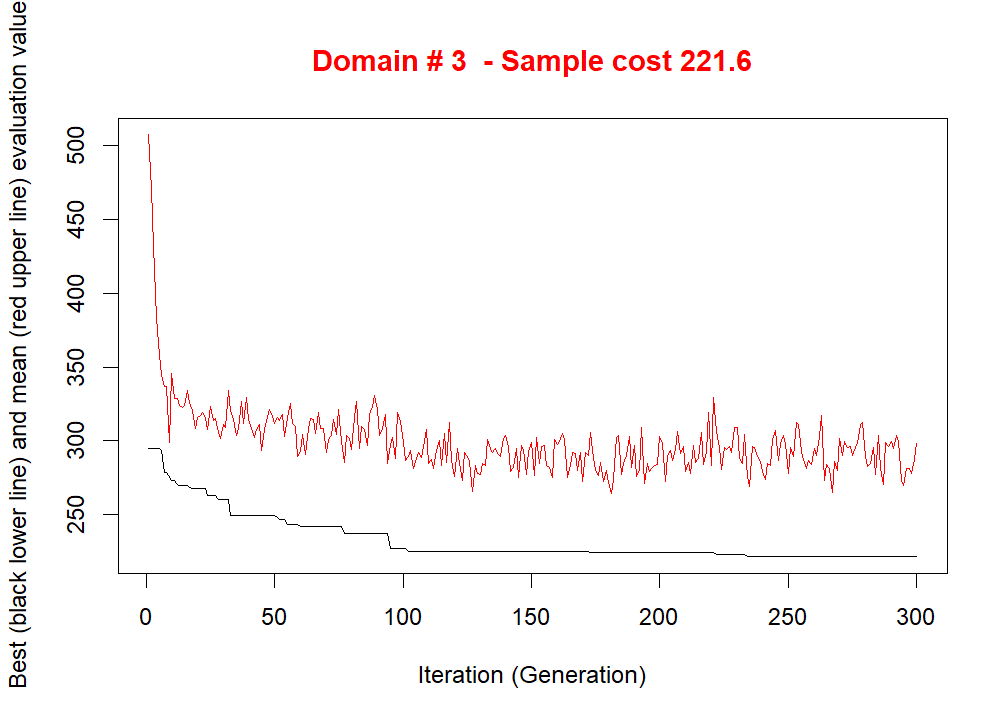 Domain # 3  - Sample cost 221.6
Best (black lower line) and mean (red upper line) evaluation value
500
450
400
350
300
250
0 50 100 150 200 250 300
Iteration (Generation)